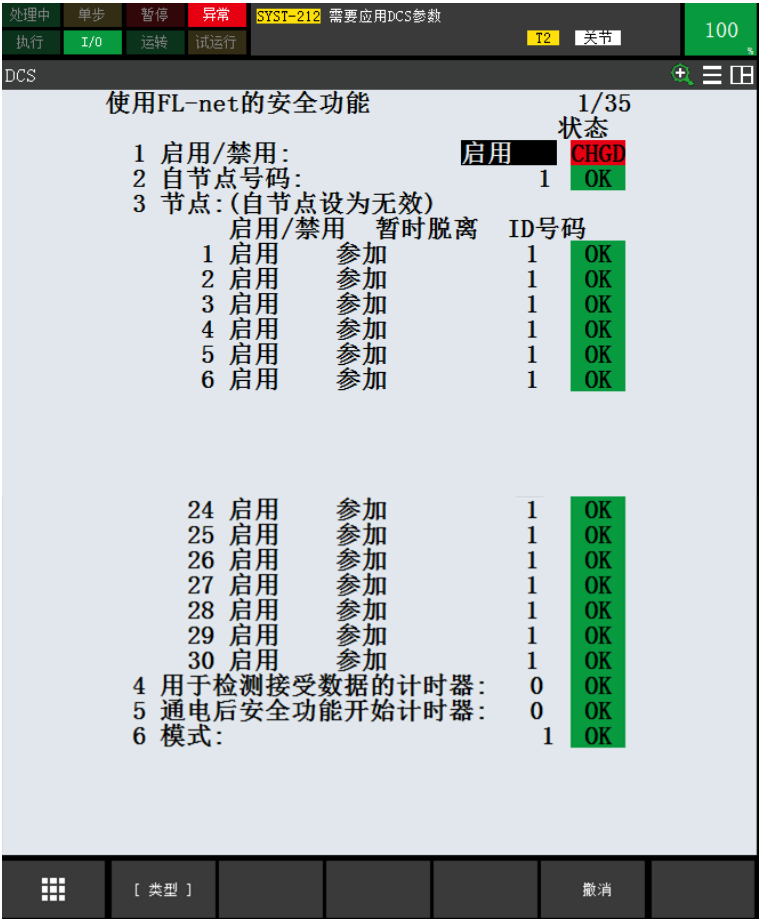 处理中 单步 暂停 异常 SYST-212 需要应用DCS参数
执行 I/O 运转 试运行 T2 关节 100 %
DCS
使用FL-net的安全功能 1/35
状态
1 启用/禁用: 启用 CHGD
2 自节点号码: 1 OK
3 节点:(自节点设为无效)
启用/禁用 暂时脱离 ID号码
1 启用 参加 1 OK
2 启用 参加 1 OK
3 启用 参加 1 OK
4 启用 参加 1 OK
5 启用 参加 1 OK
6 启用 参加 1 OK
24 启用 参加 1 OK
25 启用 参加 1 OK
26 启用 参加 1 OK
27 启用 参加 1 OK
28 启用 参加 1 OK
29 启用 参加 1 OK
30 启用 参加 1 OK
4 用于检测接受数据的计时器: 0 OK
5 通电后安全功能开始计时器: 0 OK
6 模式: 1 OK
[ 类型 ] 撤消